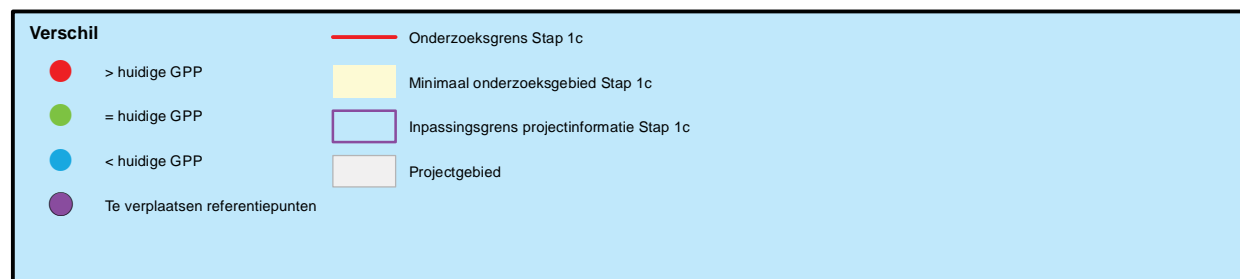 Verschil
> huidige GPP
= huidige GPP
< huidige GPP
Te verplaatsen referentiepunten
Onderzoeksgrens Stap 1c
Minimaal onderzoeksgebied Stap 1c
Inpassingsgrens projectinformatie Stap 1c
Projectgebied